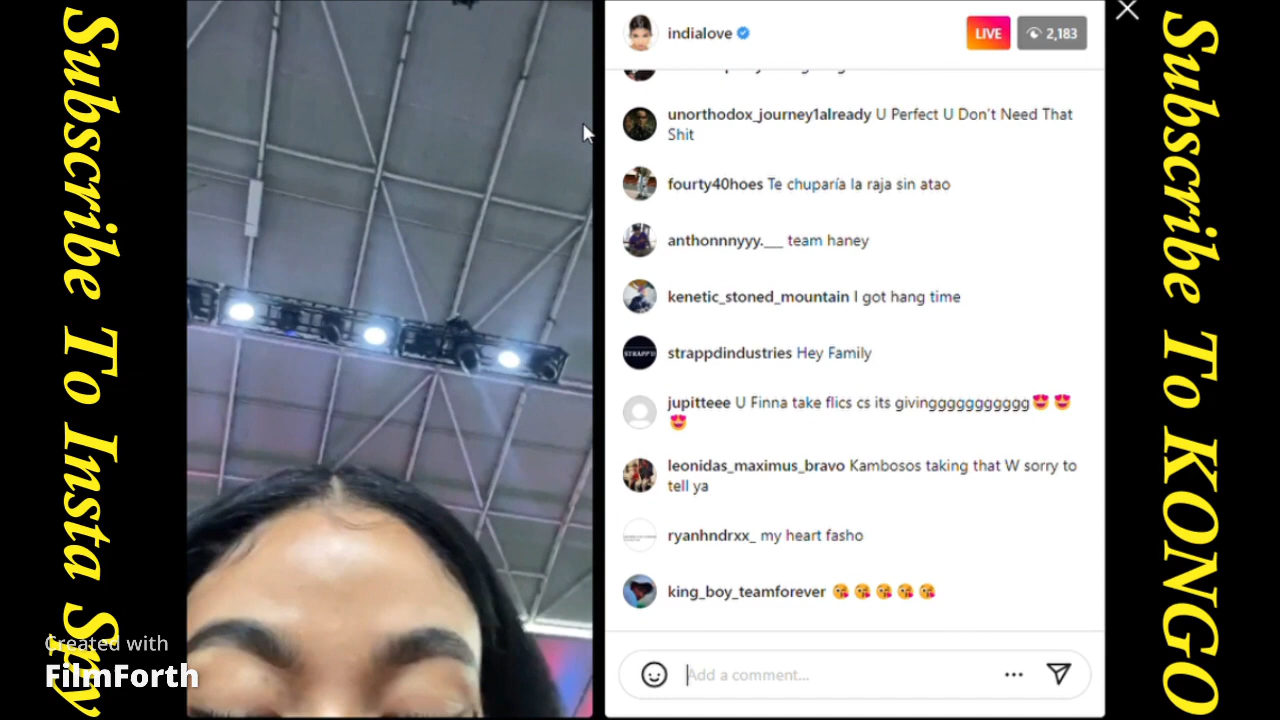 Subscribe To Insta Spy
indialove
LIVE
2,183
unorthodox_journey1already U Perfect U Don't Need That
Shit
fourty40hoes Te chuparía la raja sin atao
anthonnnyyy.___ team haney
kenetic_stoned_mountain I got hang time
STRAPP'D
strappdindustries Hey Family
jupitteee U Finna take flics cs its givinggggggggggg😍😍
😍
leonidas_maximus_bravo Kambosos taking that W sorry to
tell ya
ryanhndrxx_ my heart fasho
king_boy_teamforever 😘😘😘😘😘
Add a comment...
Subscribe To KONGO
Created with
FilmForth